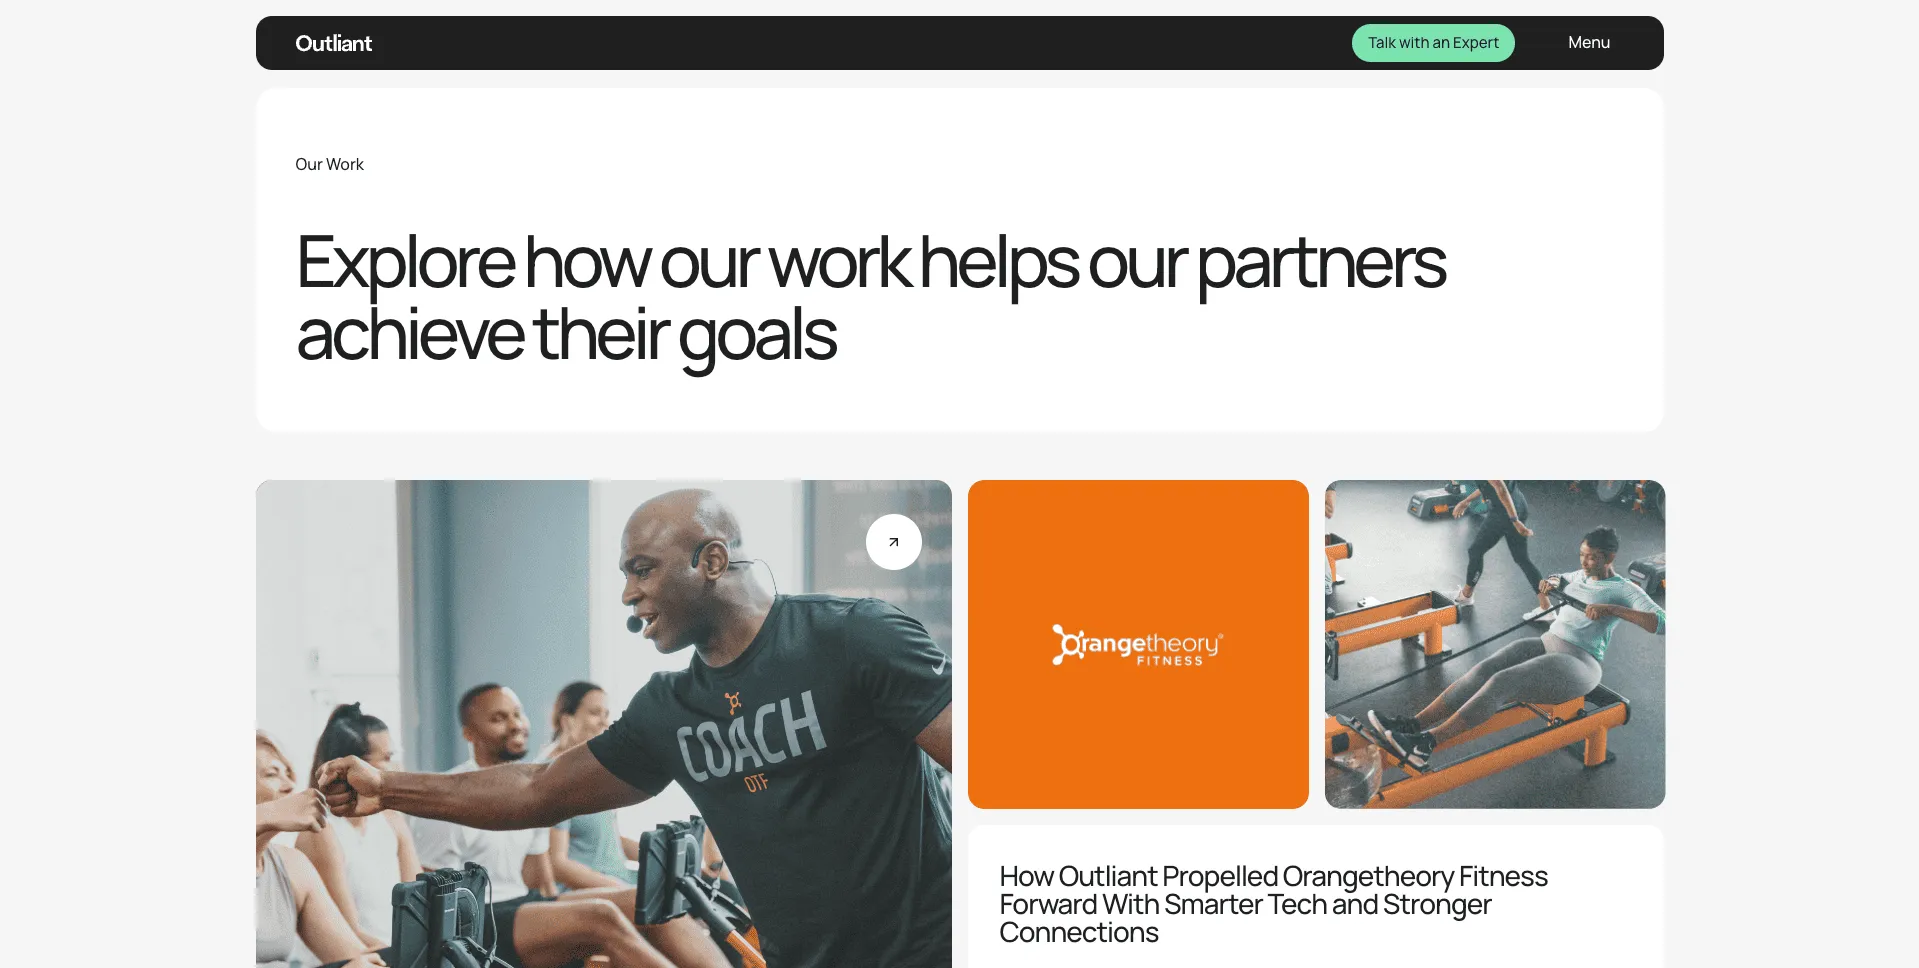 Outliant
Talk with an Expert
Menu
Our Work
Explore how our work helps our partners
achieve their goals
COACH
OTF
Orangetheory®
FITNESS
How Outliant Propelled Orangetheory Fitness
Forward With Smarter Tech and Stronger
Connections